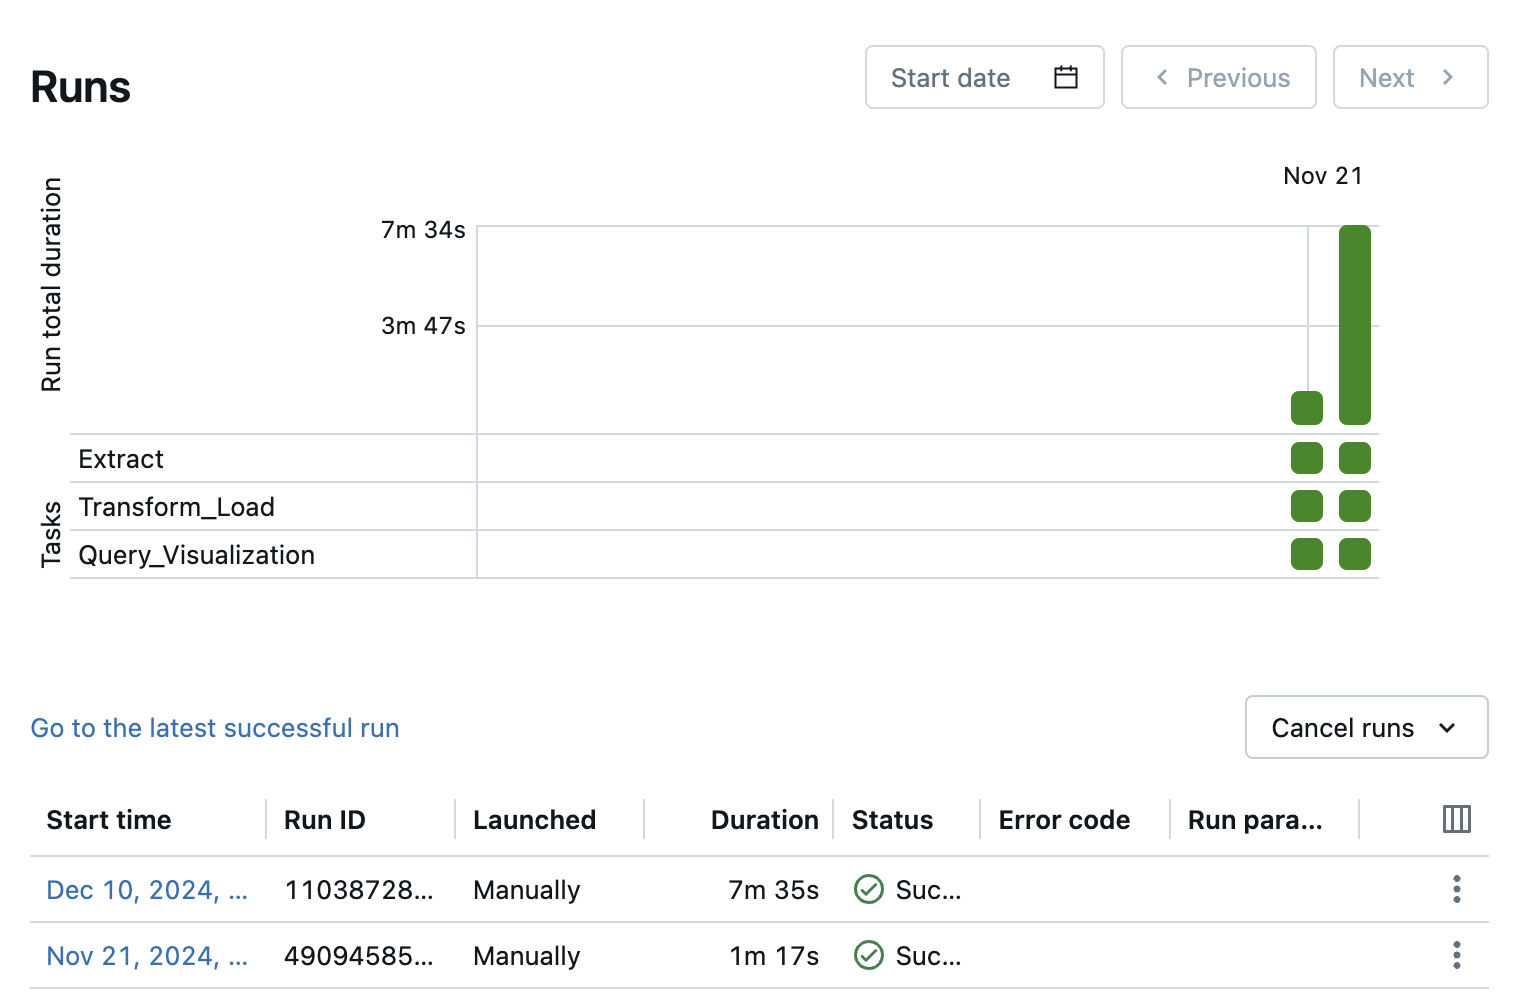 Runs
Start date
Previous
Next
Nov 21
Run total duration
7m 34s
3m 47s
Tasks
Extract
Transform_Load
Query_Visualization
Go to the latest successful run
Cancel runs
Start time Run ID Launched Duration Status Error code Run para...
Dec 10, 2024, ... 11038728... Manually 7m 35s Suc...
Nov 21, 2024, ... 49094585... Manually 1m 17s Suc...